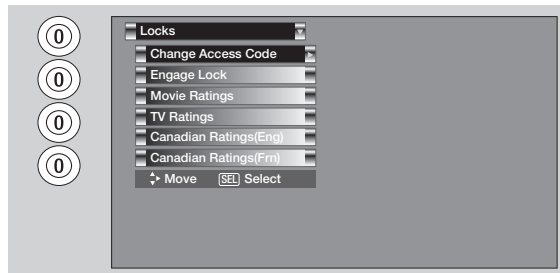 0
0
0
0
Locks
Change Access Code
Engage Lock
Movie Ratings
TV Ratings
Canadian Ratings(Eng)
Canadian Ratings(Frn)
Move SEL Select